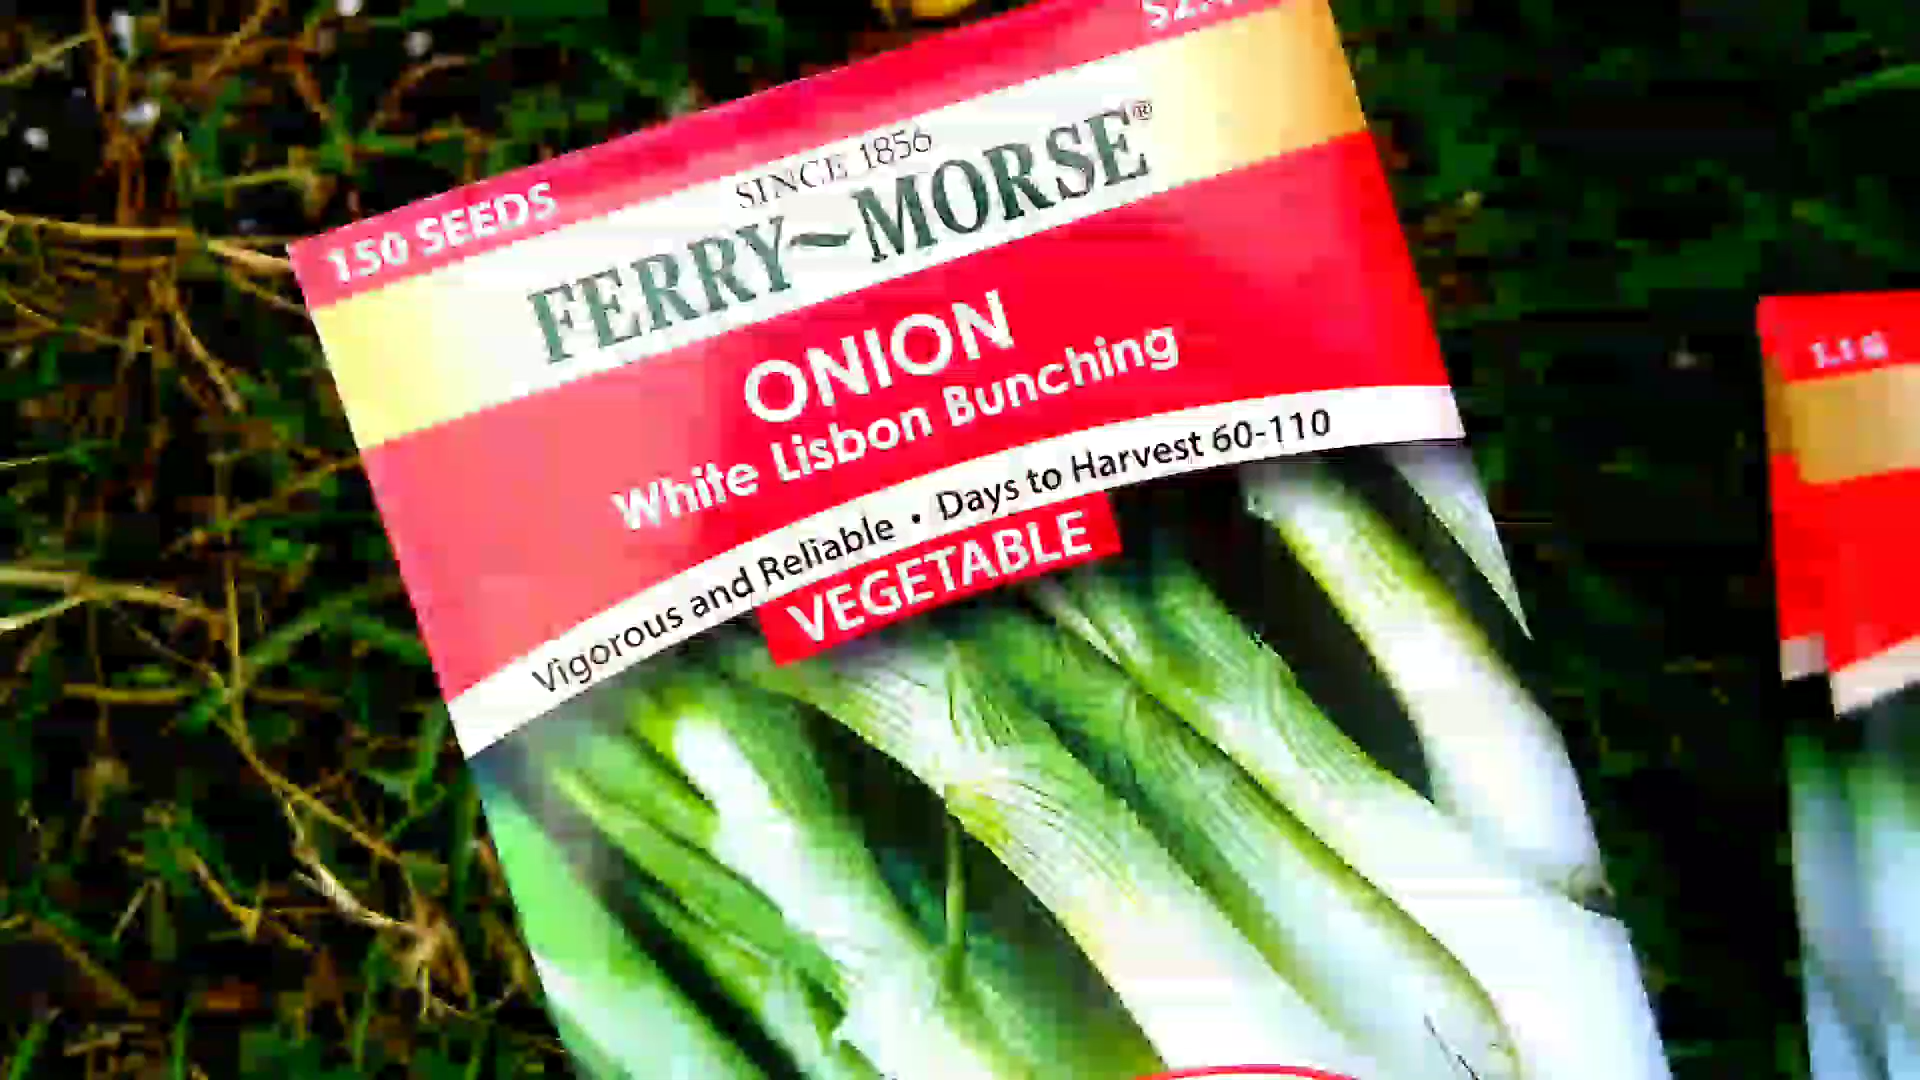 150 SEEDS
SINCE 1856
FERRY~MORSE®
ONION
White Lisbon Bunching
Vigorous and Reliable • Days to Harvest 60-110
VEGETABLE